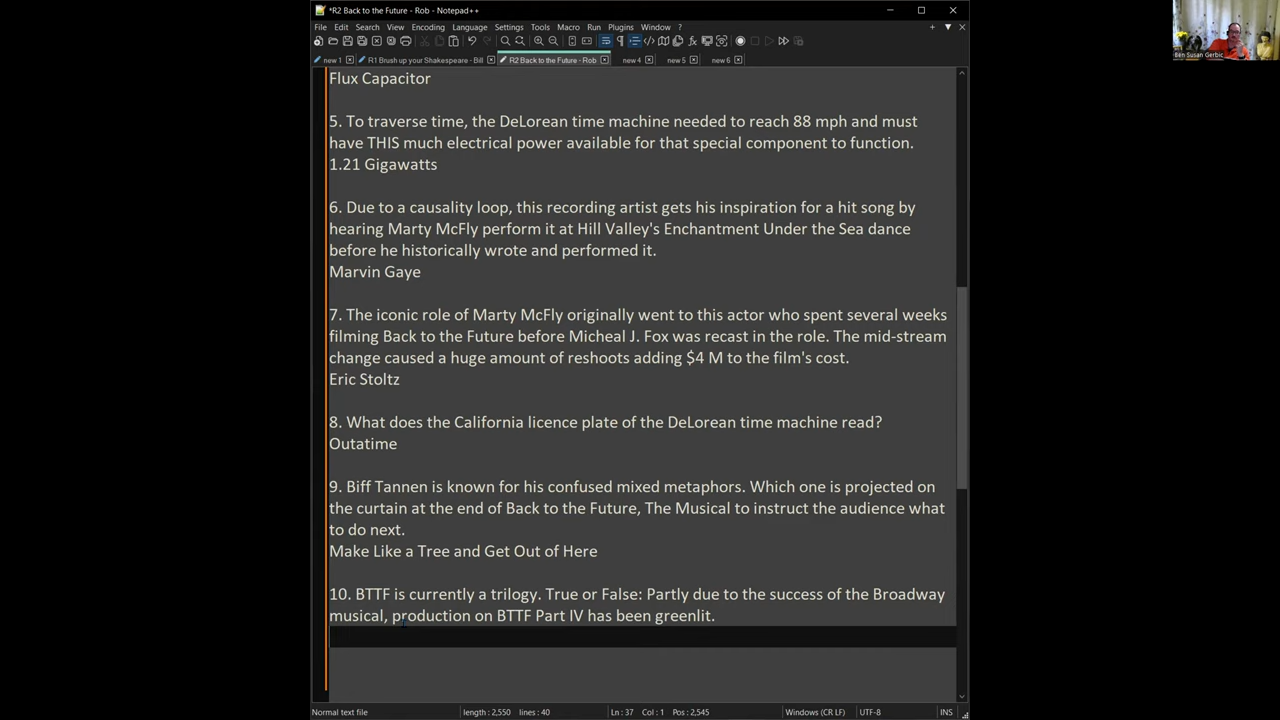 *R2 Back to the Future - Rob - Notepad++
File Edit Search View Encoding Language Settings Tools Macro Run Plugins Window ?
new 1 R1 Brush up your Shakespeare - Bill R2 Back to the Future - Rob new 4 new 5 new 6
Flux Capacitor
5. To traverse time, the DeLorean time machine needed to reach 88 mph and must
have THIS much electrical power available for that special component to function.
1.21 Gigawatts
6. Due to a causality loop, this recording artist gets his inspiration for a hit song by
hearing Marty McFly perform it at Hill Valley's Enchantment Under the Sea dance
before he historically wrote and performed it.
Marvin Gaye
7. The iconic role of Marty McFly originally went to this actor who spent several weeks
filming Back to the Future before Micheal J. Fox was recast in the role. The mid-stream
change caused a huge amount of reshoots adding $4 M to the film's cost.
Eric Stoltz
8. What does the California licence plate of the DeLorean time machine read?
Outatime
9. Biff Tannen is known for his confused mixed metaphors. Which one is projected on
the curtain at the end of Back to the Future, The Musical to instruct the audience what
to do next.
Make Like a Tree and Get Out of Here
10. BTTF is currently a trilogy. True or False: Partly due to the success of the Broadway
musical, production on BTTF Part IV has been greenlit.
Normal text file length : 2,550 lines : 40 Ln : 37 Col : 1 Pos : 2,545 Windows (CR LF) UTF-8 INS
Ben Susan Gerbic